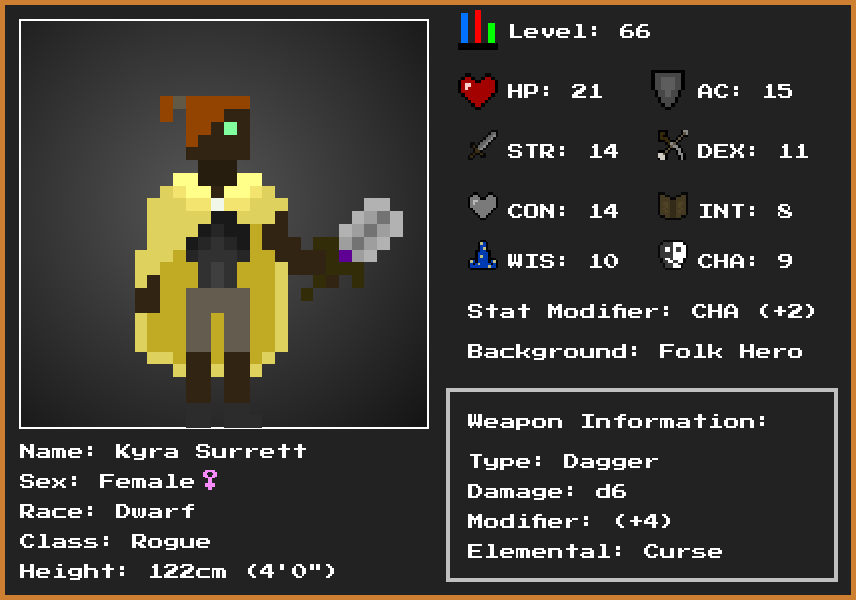 Level: 66
HP: 21
AC: 15
STR: 14
DEX: 11
CON: 14
INT: 8
WIS: 10
CHA: 9
Stat Modifier: CHA (+2)
Background: Folk Hero
Weapon Information:
Type: Dagger
Damage: d6
Modifier: (+4)
Elemental: Curse
Name: Kyra Surrett
Sex: Female♀
Race: Dwarf
Class: Rogue
Height: 122cm (4'0")